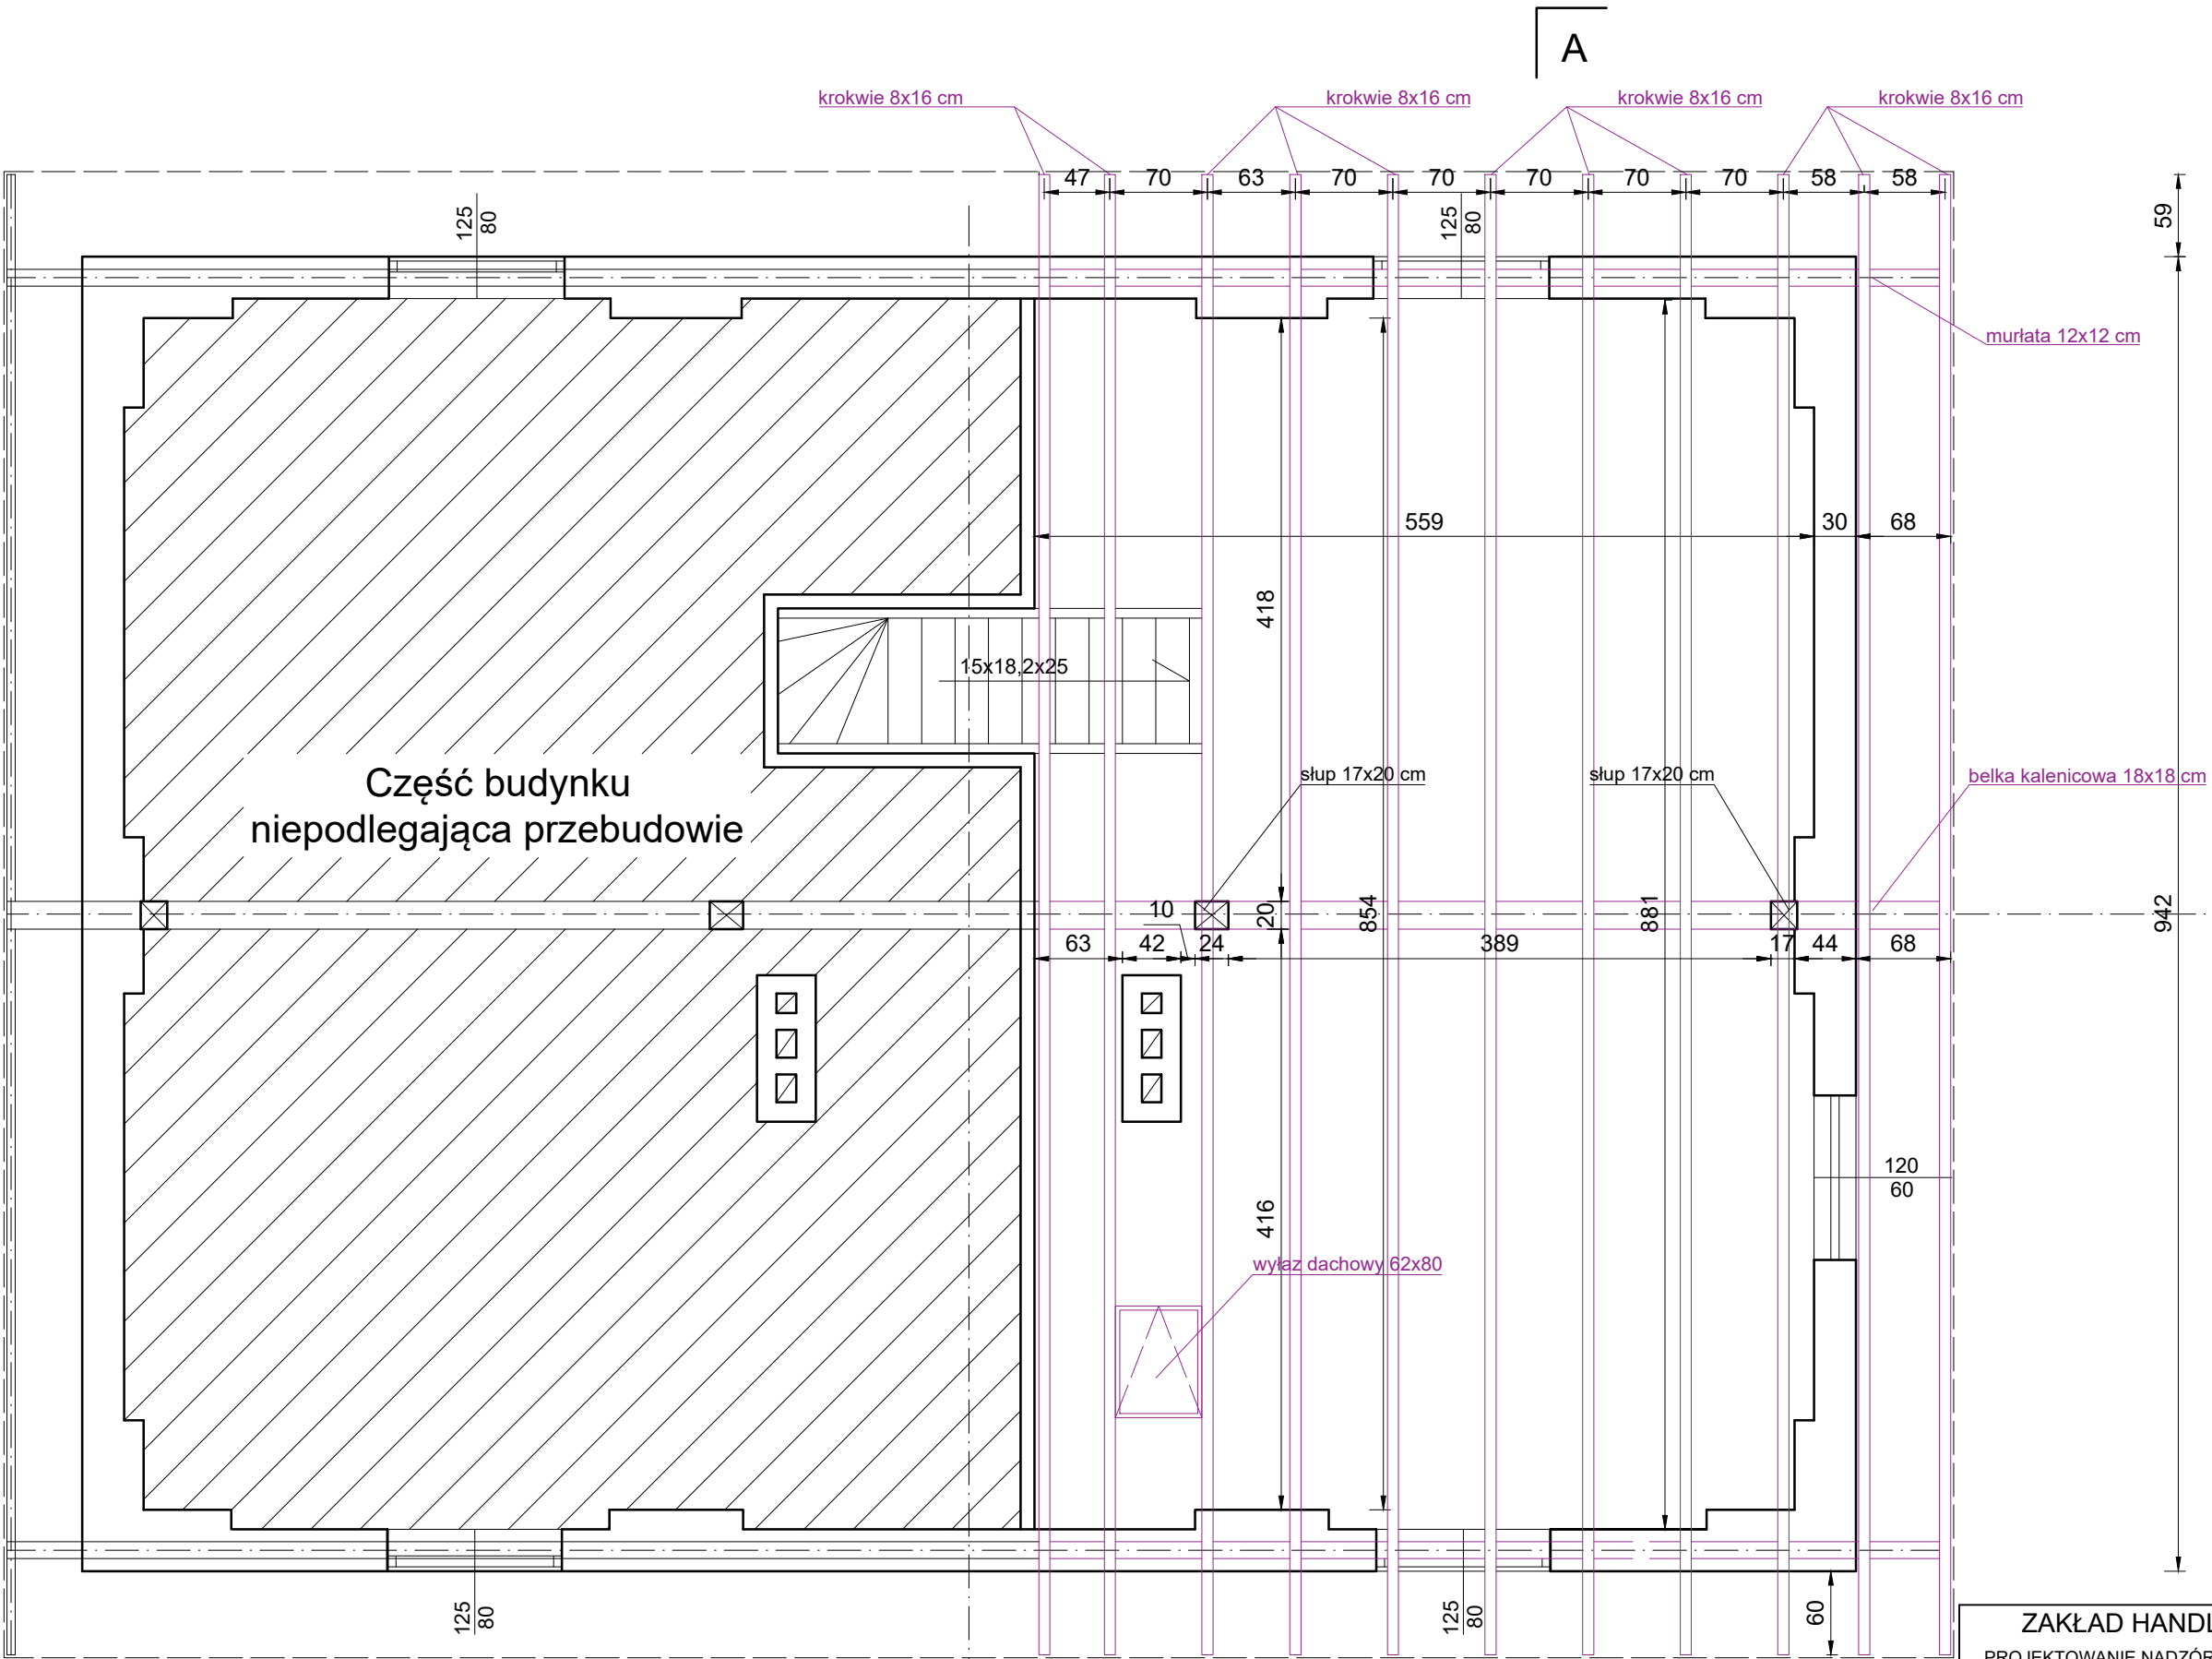 A
krokwie 8x16 cm
krokwie 8x16 cm
krokwie 8x16 cm
krokwie 8x16 cm
47
70
63
70
70
70
70
70
58
58
59
125
80
125
80
murłata 12x12 cm
559
30
68
418
15x18,2x25
Część budynku
niepodlegająca przebudowie
słup 17x20 cm
słup 17x20 cm
belka kalenicowa 18x18 cm
10
20
854
881
942
63
42
24
389
17
44
68
120
60
416
wyłaz dachowy 62x80
125
80
125
80
60
ZAKŁAD HANDL